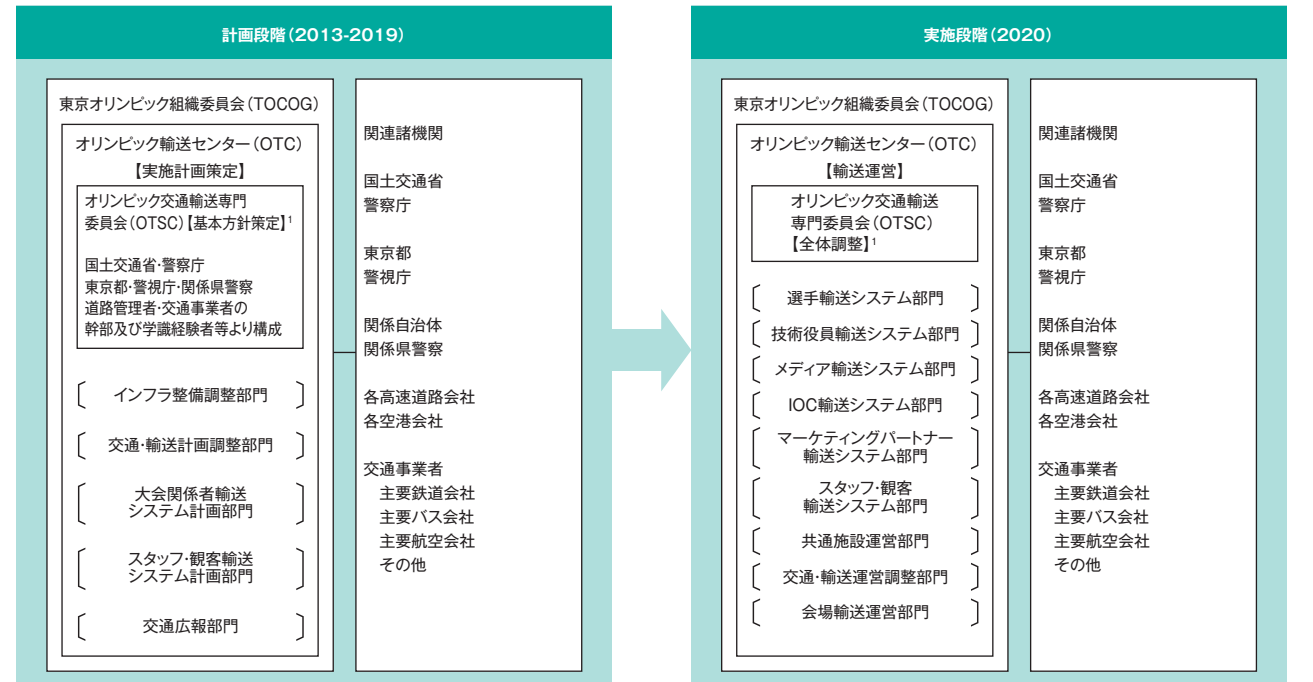 計画段階(2013-2019)
東京オリンピック組織委員会(TOCOG)
オリンピック輸送センター(OTC)
【実施計画策定】
オリンピック交通輸送専門
委員会(OTSC)【基本方針策定】1
国土交通省・警察庁
東京都・警視庁・関係県警察
道路管理者・交通事業者の
幹部及び学識経験者等より構成
インフラ整備調整部門
交通・輸送計画調整部門
大会関係者輸送
システム計画部門
スタッフ・観客輸送
システム計画部門
交通広報部門
関連諸機関
国土交通省
警察庁
東京都
警視庁
関係自治体
関係県警察
各高速道路会社
各空港会社
交通事業者
主要鉄道会社
主要バス会社
主要航空会社
その他
実施段階(2020)
東京オリンピック組織委員会(TOCOG)
オリンピック輸送センター(OTC)
【輸送運営】
オリンピック交通輸送
専門委員会(OTSC)
【全体調整】1
選手輸送システム部門
技術役員輸送システム部門
メディア輸送システム部門
IOC輸送システム部門
マーケティングパートナー
輸送システム部門
スタッフ・観客
輸送システム部門
共通施設運営部門
交通・輸送運営調整部門
会場輸送運営部門
関連諸機関
国土交通省
警察庁
東京都
警視庁
関係自治体
関係県警察
各高速道路会社
各空港会社
交通事業者
主要鉄道会社
主要バス会社
主要航空会社
その他